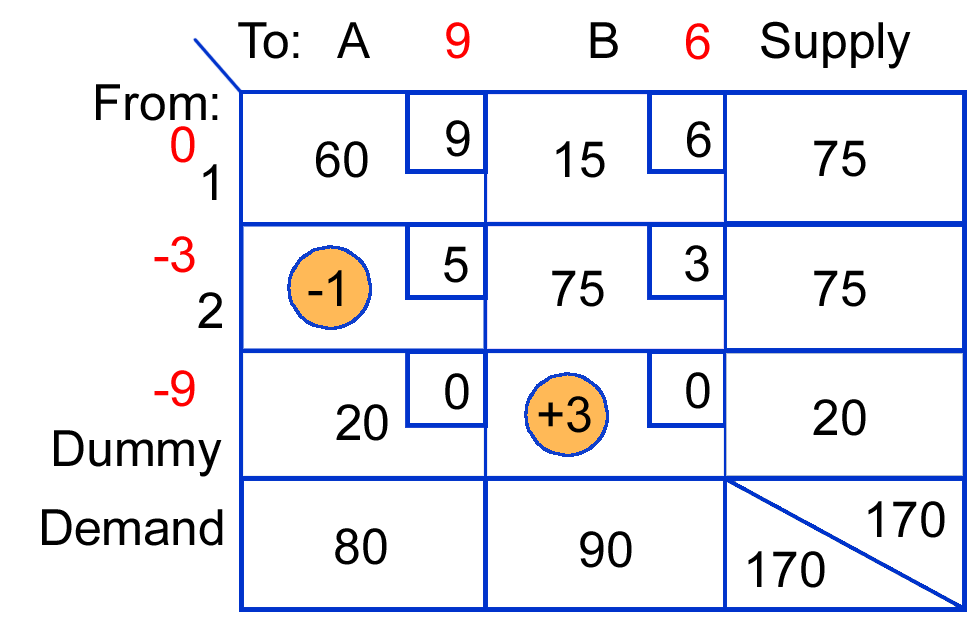 To: A 9 B 6 Supply
From:
0
1 60 9 15 6 75
-3
2 -1 5 75 3 75
-9
Dummy 20 0 +3 0 20
Demand 80 90 170 170